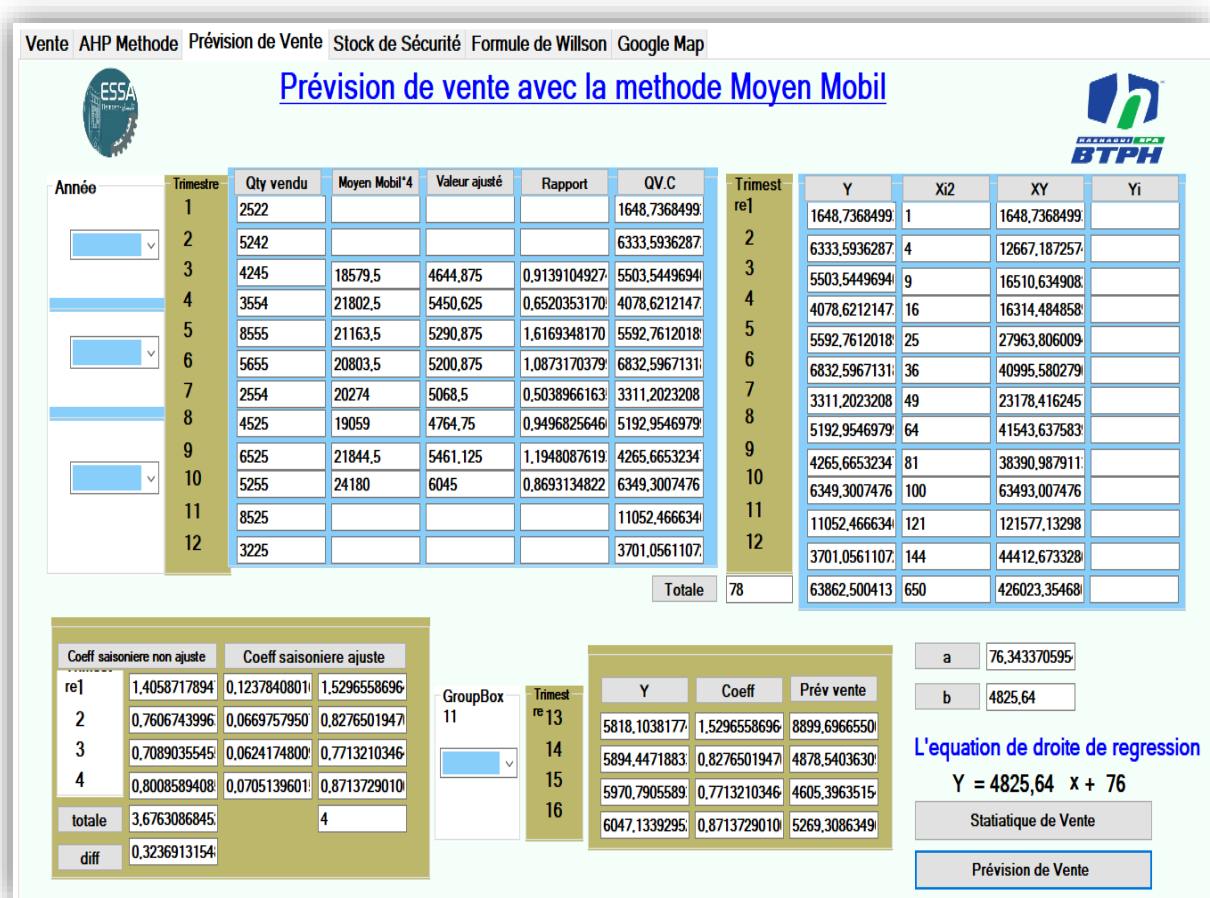 Vente AHP Methode Prévision de Vente Stock de Sécurité Formule de Willson Google Map
ESSA
Prévision de vente avec la methode Moyen Mobil
HASNAOUI SPA
BTPH
Année Trimestre Qty vendu Moyen Mobil*4 Valeur ajusté Rapport QV.C
1 2522 1648,736849
2 5242 6333,5936287
3 4245 18579,5 4644,875 0,9139104927 5503,5449694
4 3554 21802,5 5450,625 0,6520353170 4078,6212147
5 8555 21163,5 5290,875 1,6169348170 5592,7612018
6 5655 20803,5 5200,875 1,0873170379 6832,5967131
7 2554 20274 5068,5 0,5038966163 3311,2023208
8 4525 19059 4764,75 0,9496825646 5192,9546979
9 6525 21844,5 5461,125 1,1948087619 4265,6653234
10 5255 24180 6045 0,8693134822 6349,3007476
11 8525 11052,466634
12 3225 3701,0561107
Trimest
re Y Xi2 XY Yi
1 1648,736849 1 1648,736849
2 6333,5936287 4 12667,187257
3 5503,5449694 9 16510,634908
4 4078,6212147 16 16314,484858
5 5592,7612018 25 27963,806009
6 6832,5967131 36 40995,580279
7 3311,2023208 49 23178,416245
8 5192,9546979 64 41543,637583
9 4265,6653234 81 38390,987911
10 6349,3007476 100 63493,007476
11 11052,466634 121 121577,13298
12 3701,0561107 144 44412,673328
Totale 78 63862,500413 650 426023,35468
Coeff saisoniere non ajuste Coeff saisoniere ajuste
re1 1,4058717894 0,1237840801 1,5296558696
2 0,7606743996 0,0669757950 0,8276501947
3 0,7089035545 0,0624174800 0,7713210346
4 0,8008589408 0,0705139601 0,8713729010
totale 3,6763086845 4
diff 0,3236913154
GroupBox
11
Trimest
re Y Coeff Prév vente
13 5818,1038177 1,5296558696 8899,6966550
14 5894,4471883 0,8276501947 4878,5403630
15 5970,7905589 0,7713210346 4605,3963515
16 6047,1339295 0,8713729010 5269,3086349
a 76,343370595
b 4825,64
L'equation de droite de regression
Y = 4825,64 x + 76
Statiatique de Vente
Prévision de Vente